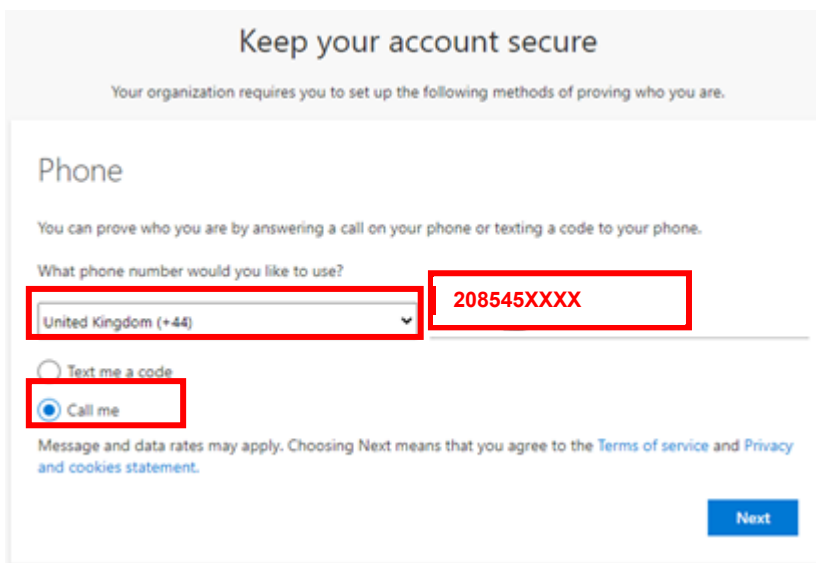 Keep your account secure
Your organization requires you to set up the following methods of proving who you are.
Phone
You can prove who you are by answering a call on your phone or texting a code to your phone.
What phone number would you like to use?
United Kingdom (+44)
208545XXXX
Text me a code
Call me
Message and data rates may apply. Choosing Next means that you agree to the Terms of service and Privacy
and cookies statement.
Next